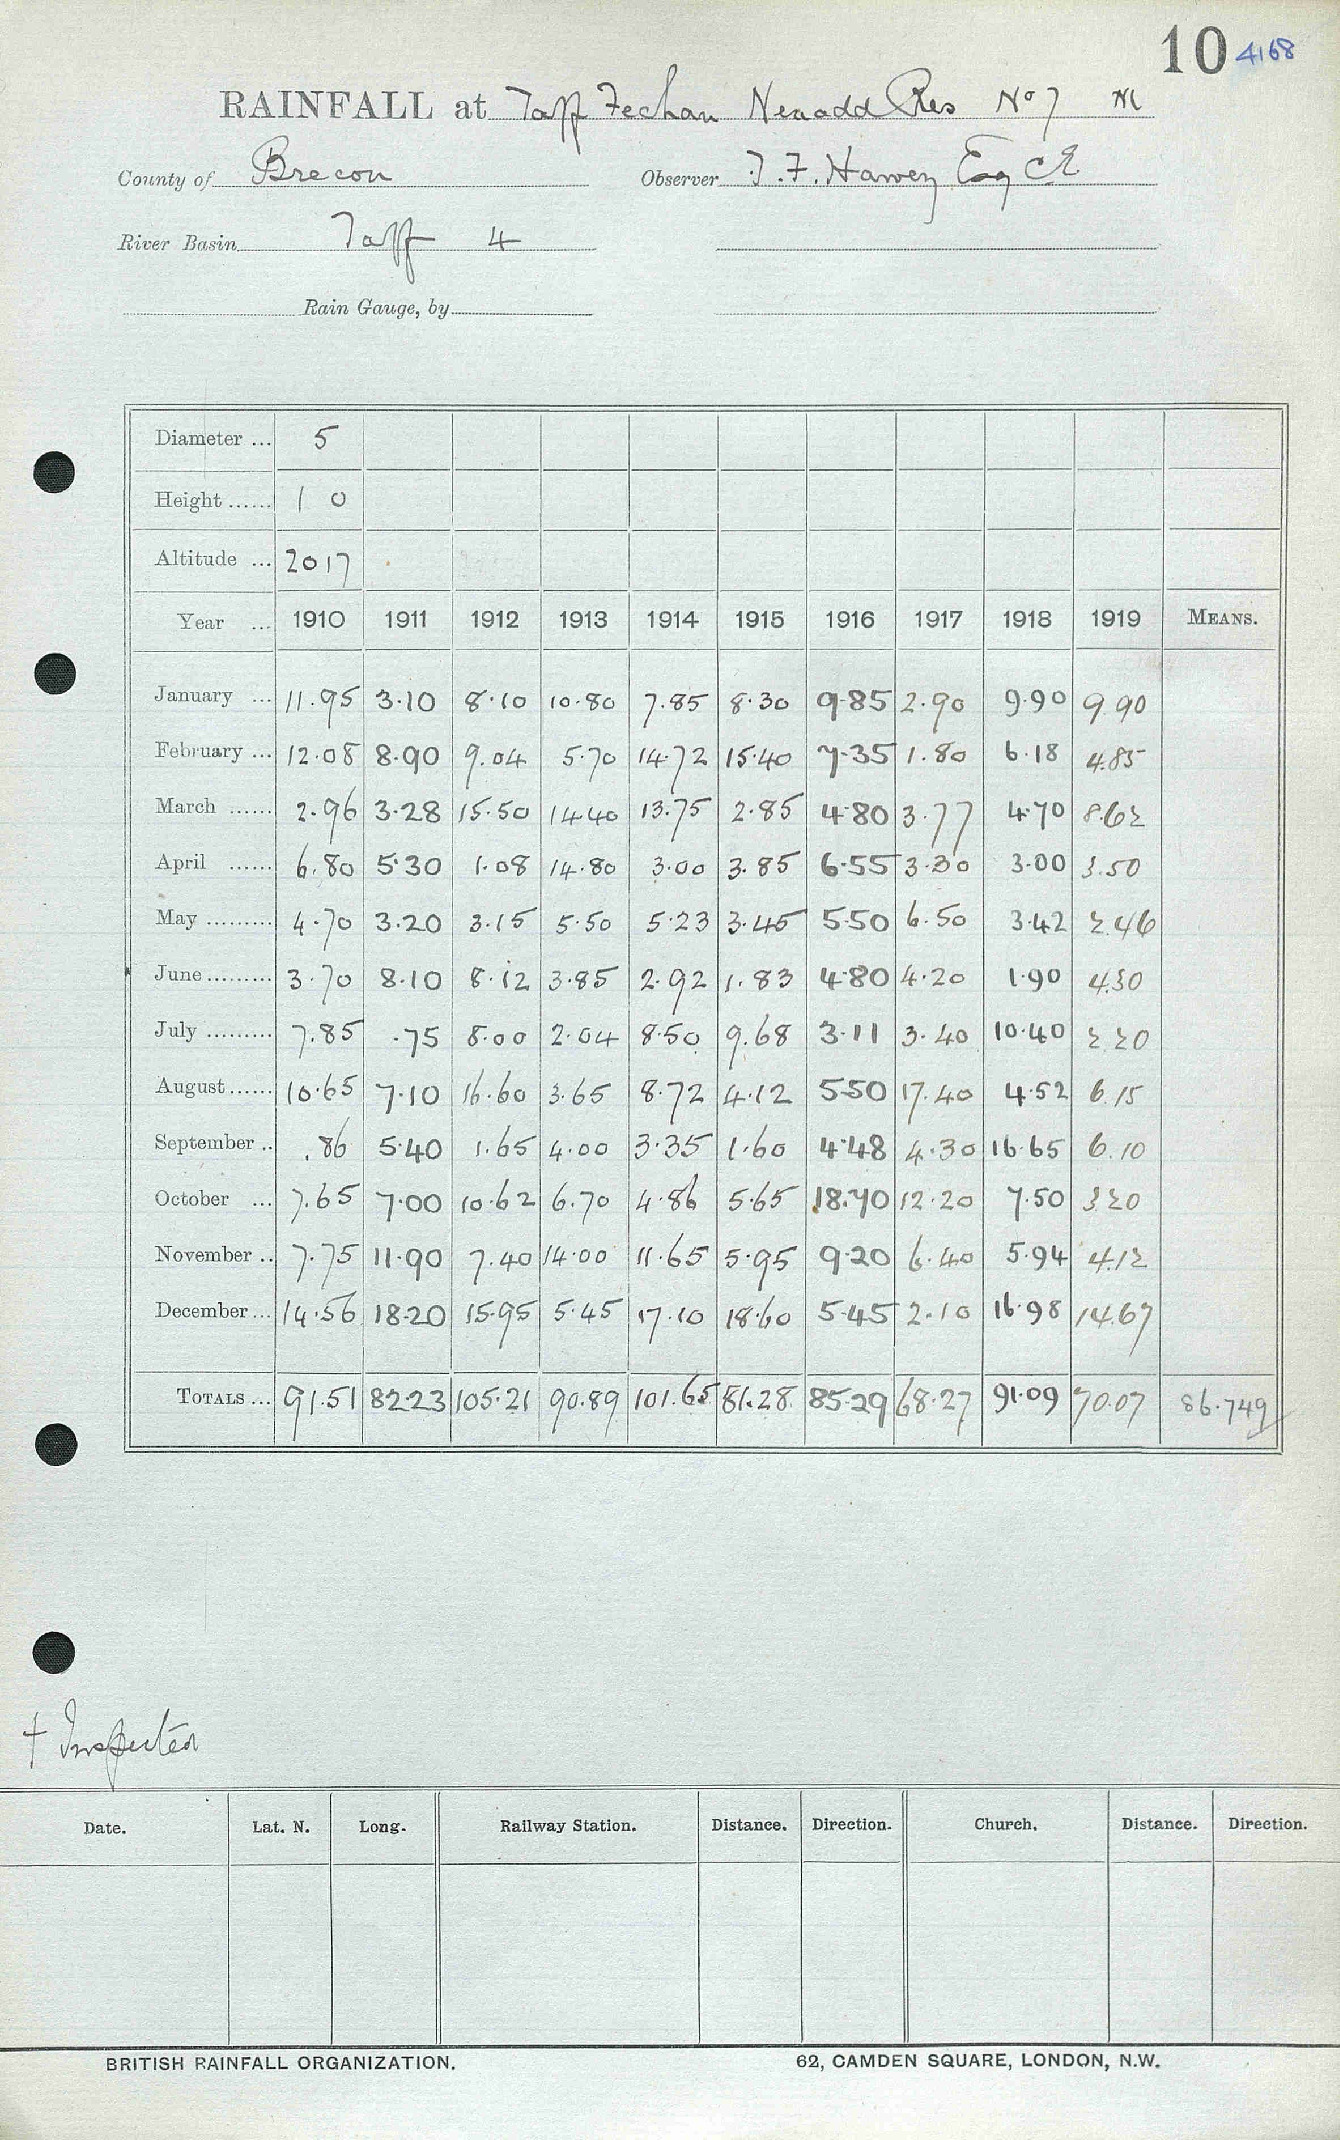 10 4168
RAINFALL at Taff Fechan Neuadd Res No 7 M
County of Brecon Observer T. F. Harvey Esq CE
River Basin Taff 4
Rain Gauge, by
Diameter ... 5
Height ...... 1 0
Altitude ... 2017
Year ... 1910 1911 1912 1913 1914 1915 1916 1917 1918 1919 MEANS.
January ... 11.95 3.10 8.10 10.80 7.85 8.30 9.85 2.90 9.90 9.90
February ... 12.08 8.90 9.04 5.70 14.72 15.40 7.35 1.80 6.18 4.85
March ...... 2.96 3.28 15.50 14.40 13.75 2.85 4.80 3.77 4.70 8.62
April ...... 6.80 5.30 1.08 14.80 3.00 3.85 6.55 3.30 3.00 3.50
May ......... 4.70 3.20 3.15 5.50 5.23 3.45 5.50 6.50 3.42 2.46
June ......... 3.70 8.10 8.12 3.85 2.92 1.83 4.80 4.20 1.90 4.30
July ......... 7.85 .75 8.00 2.04 8.50 9.68 3.11 3.40 10.40 2.20
August ...... 10.65 7.10 16.60 3.65 8.72 4.12 5.50 17.40 4.52 6.15
September .. .86 5.40 1.65 4.00 3.35 1.60 4.48 4.30 16.65 6.10
October ... 7.65 7.00 10.62 6.70 4.86 5.65 18.70 12.20 7.50 3.20
November .. 7.75 11.90 7.40 14.00 11.65 5.95 9.20 6.40 5.94 4.12
December ... 14.56 18.20 15.95 5.45 17.10 18.60 5.45 2.10 16.98 14.67
TOTALS ... 91.51 82.23 105.21 90.89 101.65 81.28 85.29 68.27 91.09 70.07 86.749
† Inspected
Date. Lat. N. Long. Railway Station. Distance. Direction. Church. Distance. Direction.
BRITISH RAINFALL ORGANIZATION. 62, CAMDEN SQUARE, LONDON, N.W.